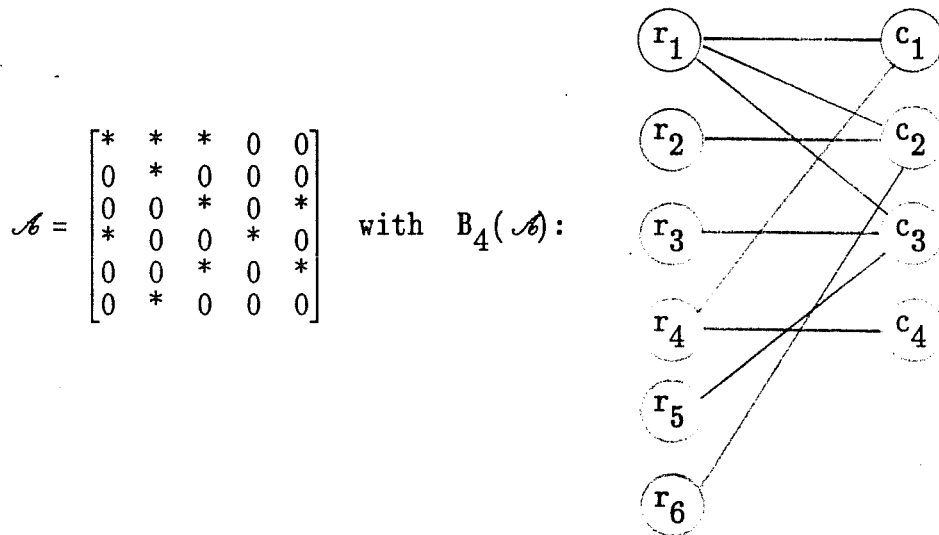 𝒜 = [* * * 0 0
0 * 0 0 0
0 0 * 0 *
* 0 0 * 0
0 0 * 0 *
0 * 0 0 0] with B₄(𝒜):
r₁ c₁
r₂ c₂
r₃ c₃
r₄ c₄
r₅
r₆